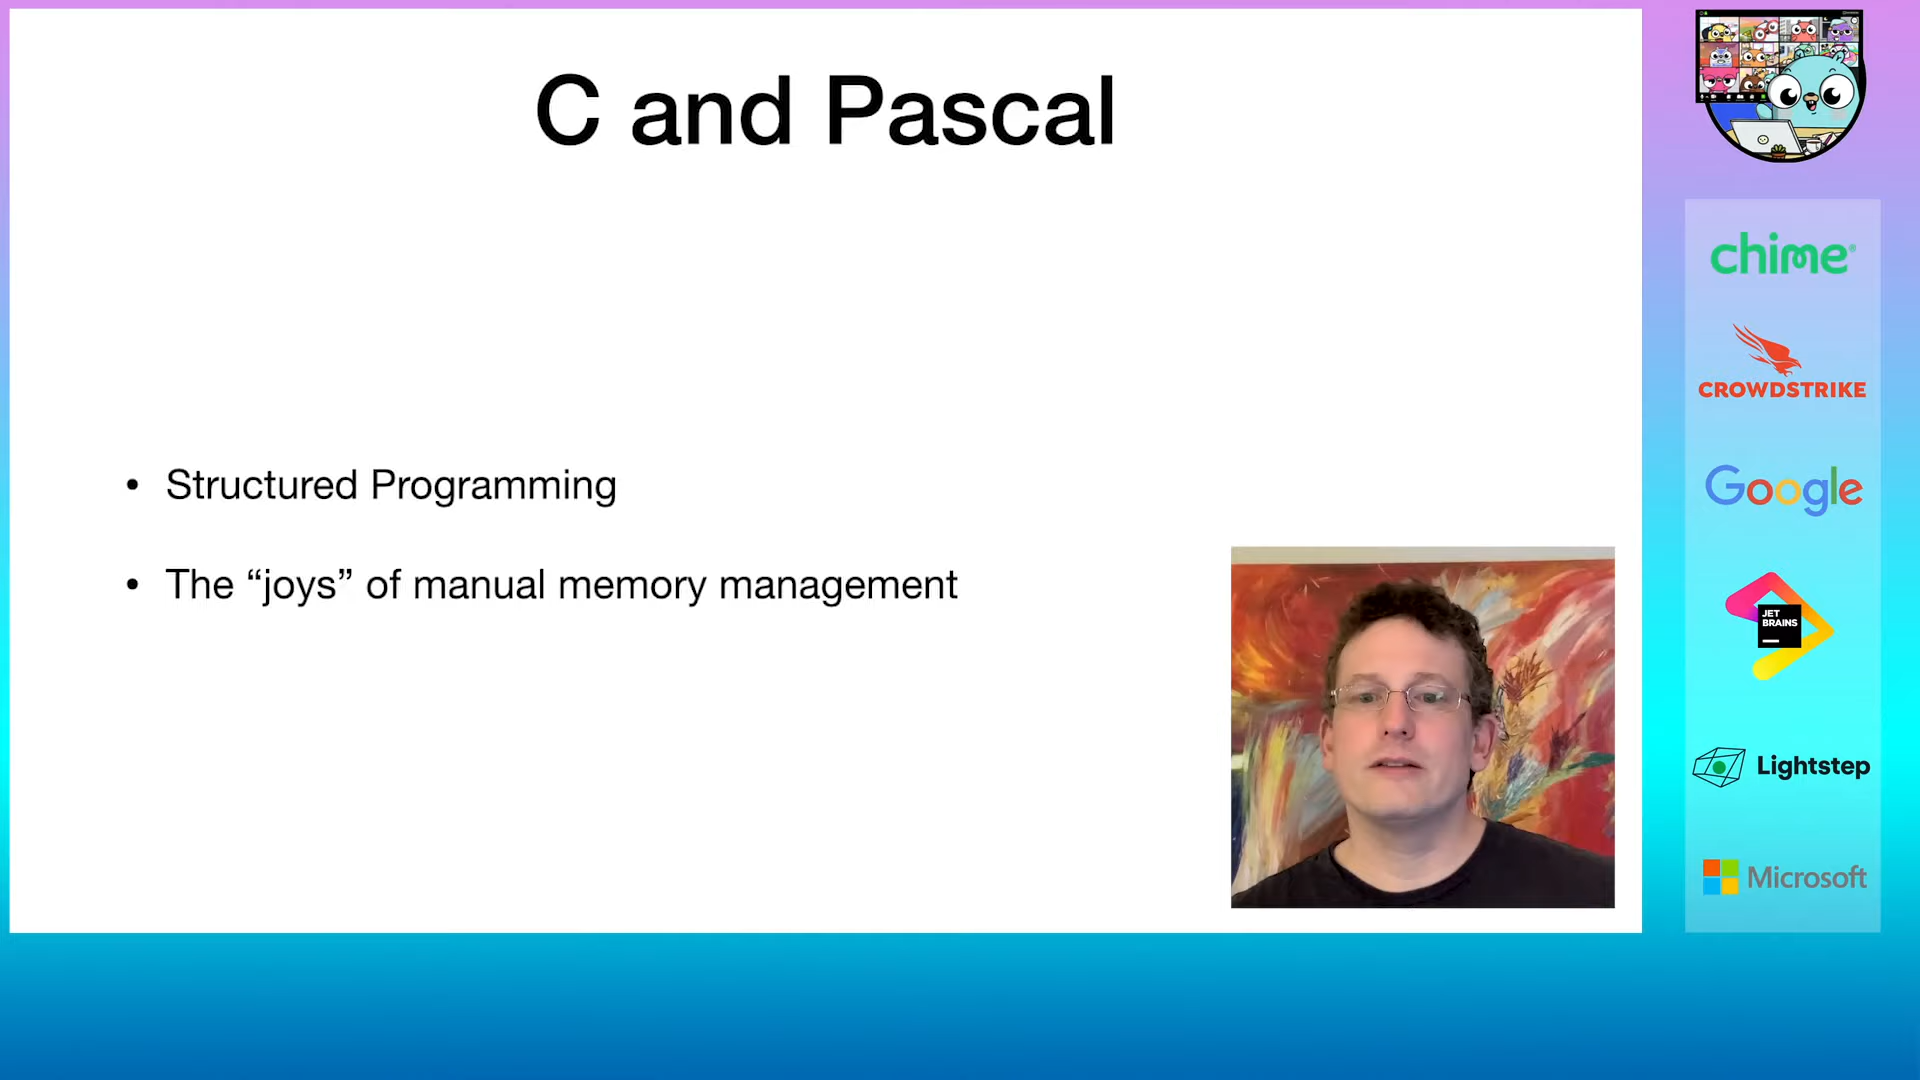 C and Pascal
• Structured Programming
• The “joys” of manual memory management
chime®
CROWDSTRIKE
Google
JET
BRAINS
Lightstep
Microsoft